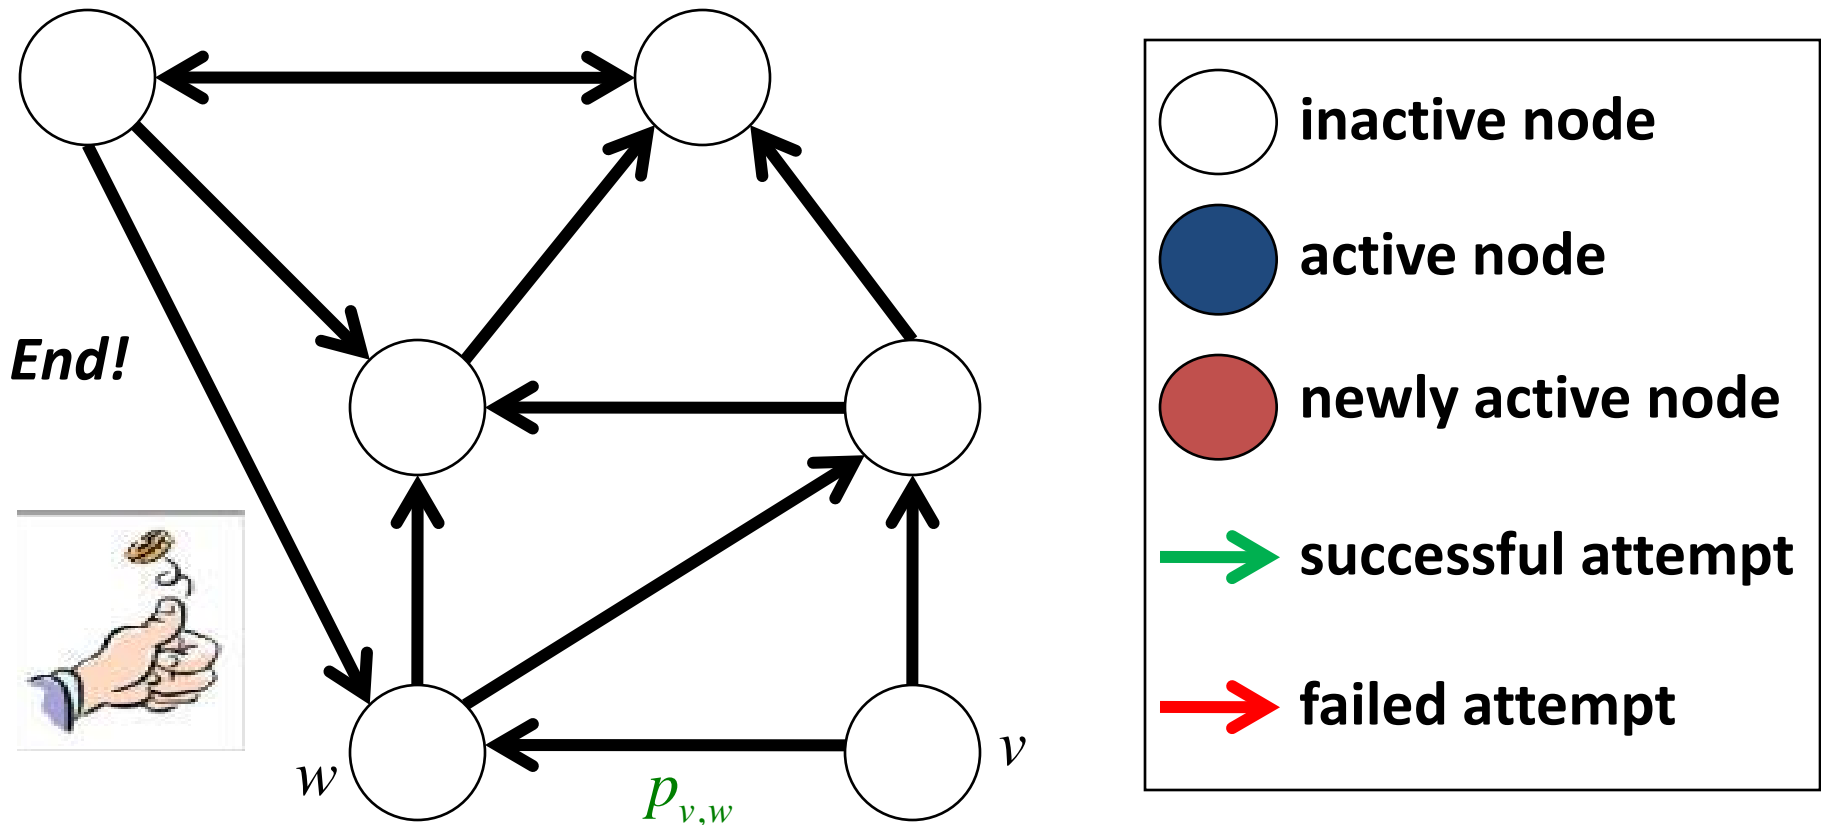 End!
w
p_{v,w}
v
inactive node
active node
newly active node
successful attempt
failed attempt